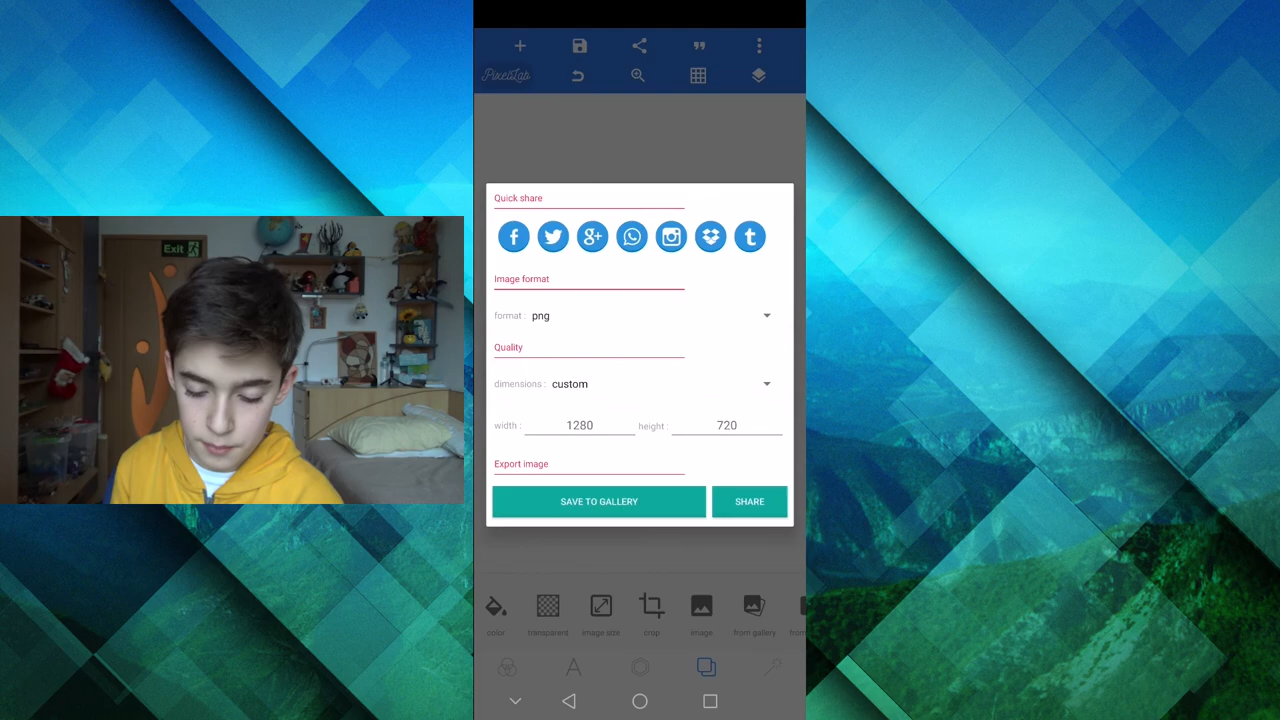 PixelLab
Exit
Quick share
Image format
format : png
Quality
dimensions : custom
width : 1280 height : 720
Export image
SAVE TO GALLERY SHARE
color transparent image size crop image from gallery from